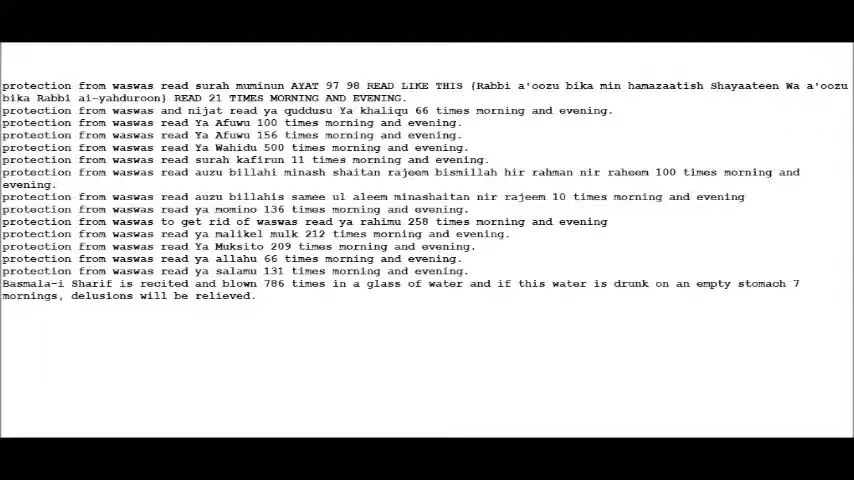 protection from waswas read surah muminun AYAT 97 98 READ LIKE THIS {Rabbi a'oozu bika min hamazaatish Shayaateen Wa a'oozu
bika Rabbi ai-yahduroon} READ 21 TIMES MORNING AND EVENING.
protection from waswas and nijat read ya quddusu Ya khaliqu 66 times morning and evening.
protection from waswas read Ya Afuwu 100 times morning and evening.
protection from waswas read Ya Afuwu 156 times morning and evening.
protection from waswas read Ya Wahidu 500 times morning and evening.
protection from waswas read surah kafirun 11 times morning and evening.
protection from waswas read auzu billahi minash shaitan rajeem bismillah hir rahman nir raheem 100 times morning and
evening.
protection from waswas read auzu billahis samee ul aleem minashaitan nir rajeem 10 times morning and evening
protection from waswas read ya momino 136 times morning and evening.
protection from waswas to get rid of waswas read ya rahimu 258 times morning and evening
protection from waswas read ya malikel mulk 212 times morning and evening.
protection from waswas read Ya Muksito 209 times morning and evening.
protection from waswas read ya allahu 66 times morning and evening.
protection from waswas read ya salamu 131 times morning and evening.
Basmala-i Sharif is recited and blown 786 times in a glass of water and if this water is drunk on an empty stomach 7
mornings, delusions will be relieved.